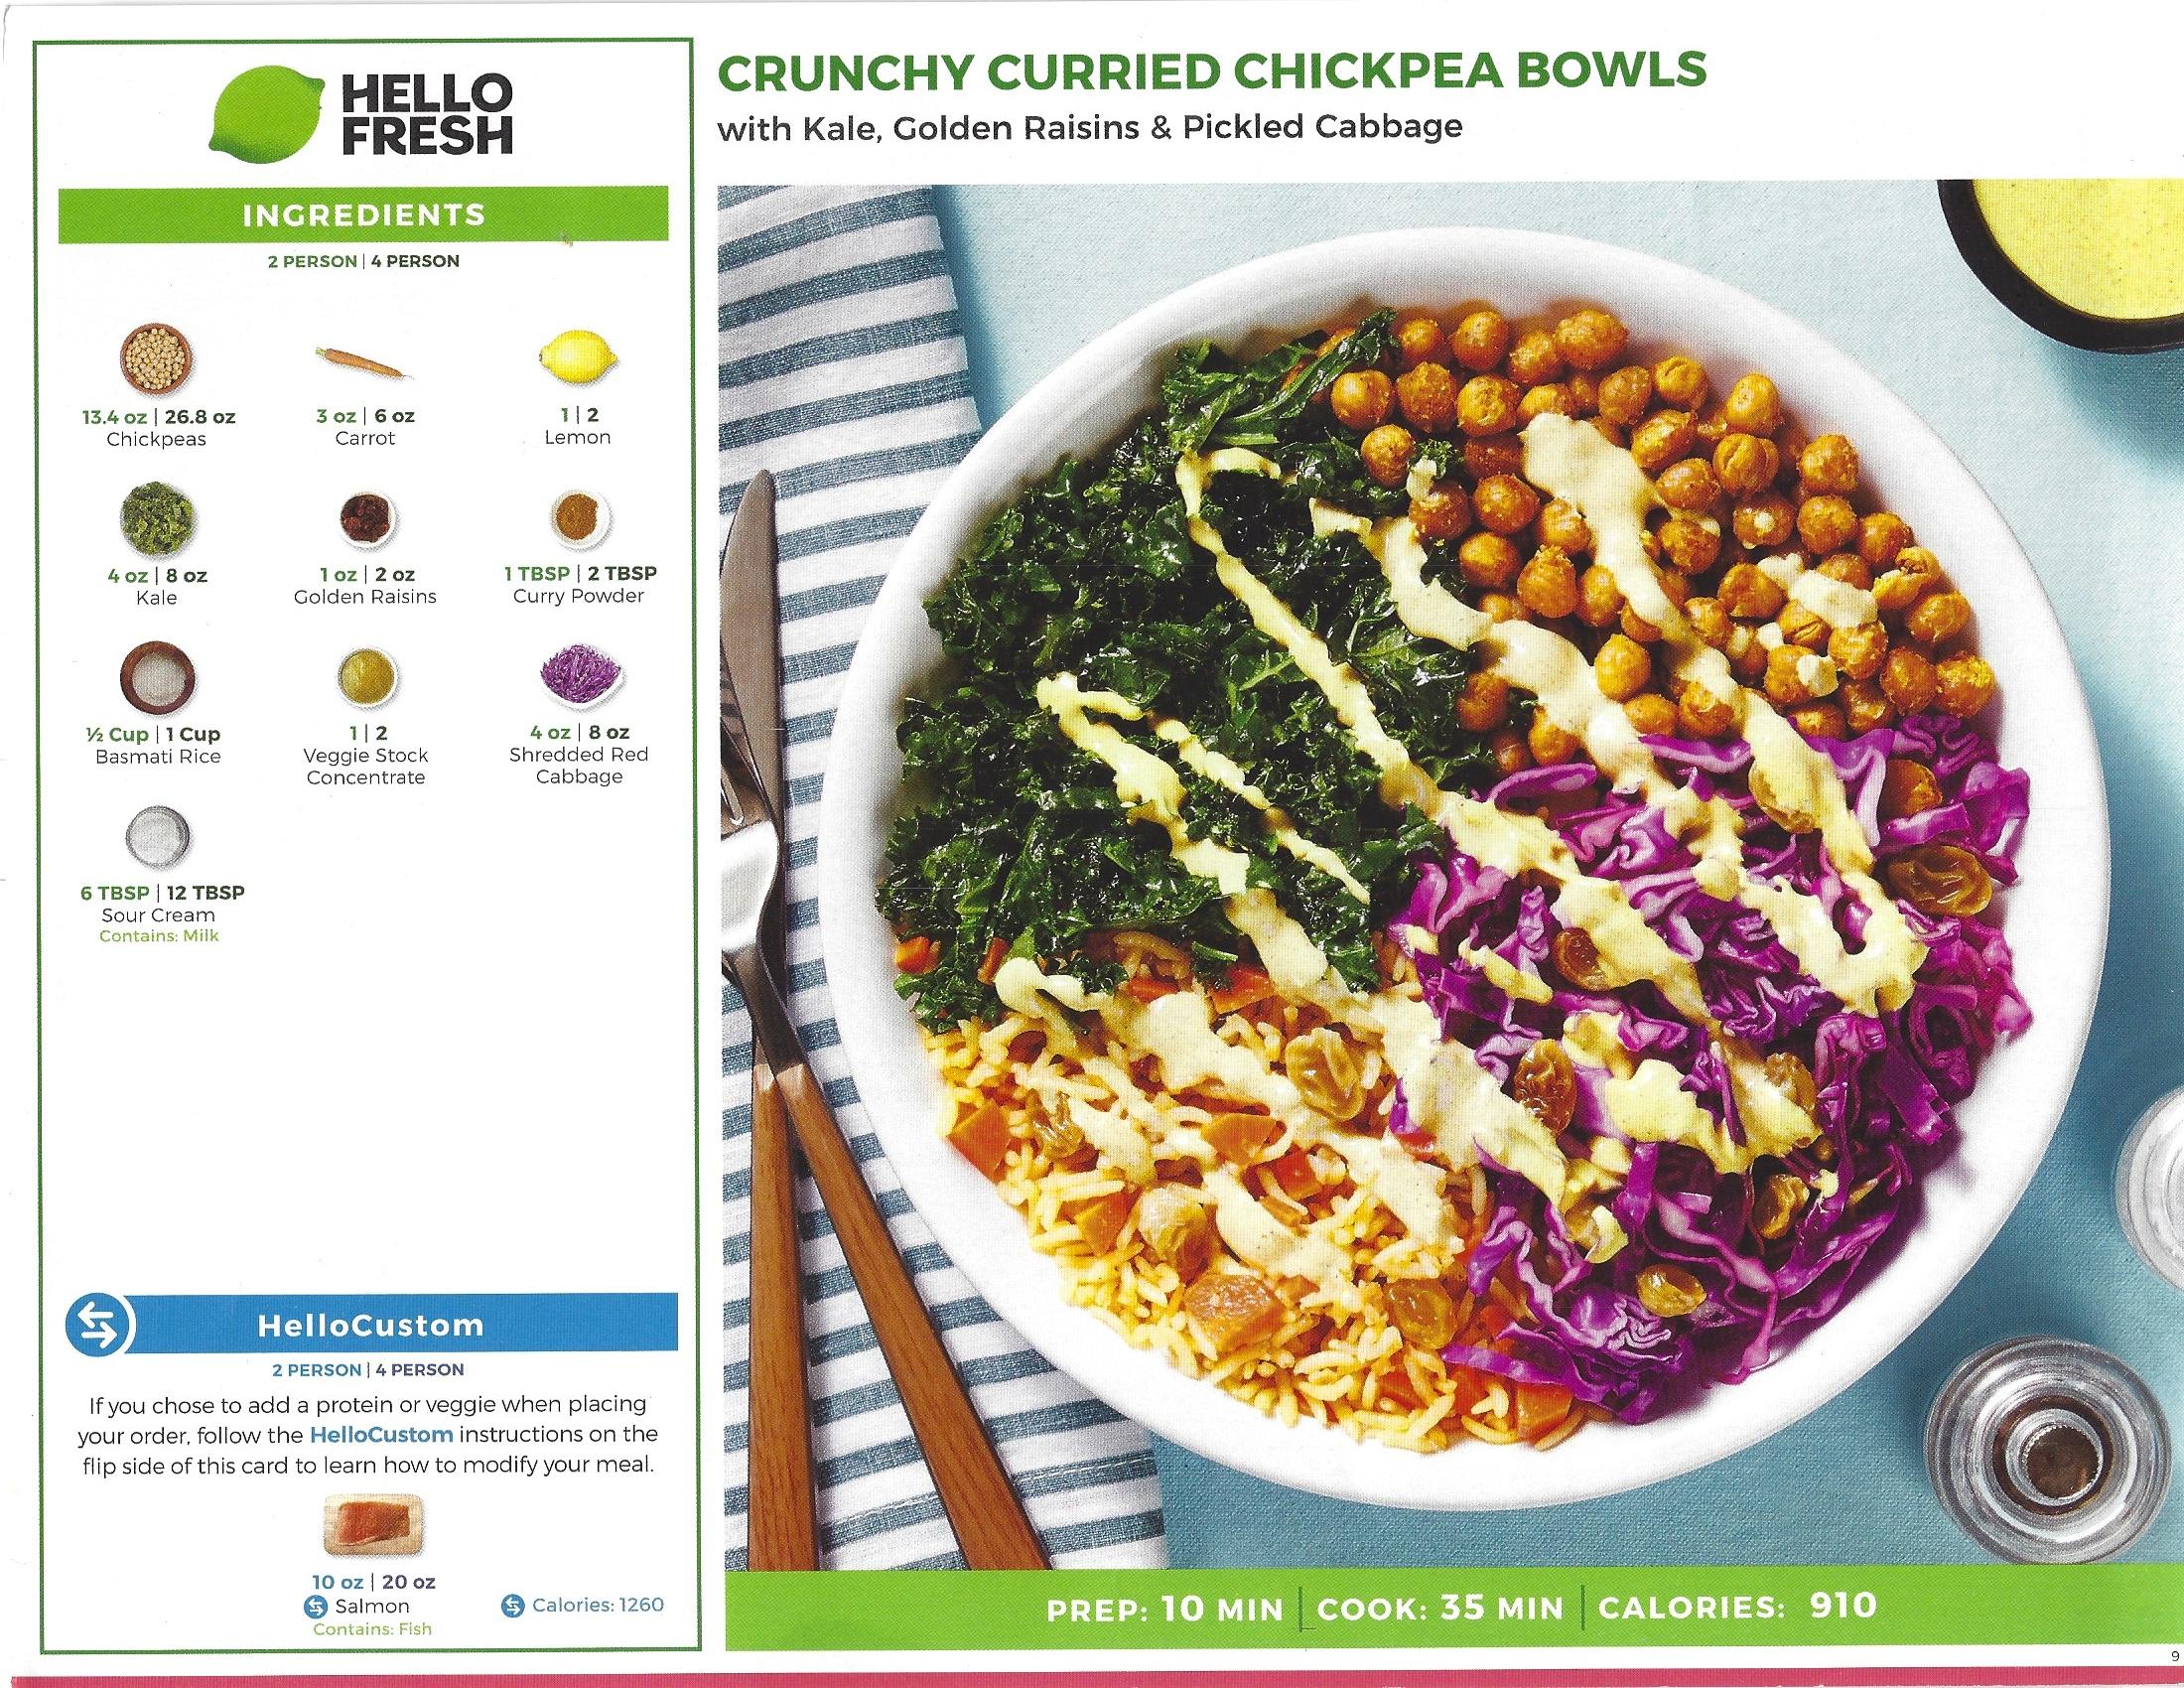 HELLO
FRESH
INGREDIENTS
2 PERSON | 4 PERSON
13.4 oz | 26.8 oz
Chickpeas
3 oz | 6 oz
Carrot
1 | 2
Lemon
4 oz | 8 oz
Kale
1 oz | 2 oz
Golden Raisins
1 TBSP | 2 TBSP
Curry Powder
½ Cup | 1 Cup
Basmati Rice
1 | 2
Veggie Stock
Concentrate
4 oz | 8 oz
Shredded Red
Cabbage
6 TBSP | 12 TBSP
Sour Cream
Contains: Milk
HelloCustom
2 PERSON | 4 PERSON
If you chose to add a protein or veggie when placing
your order, follow the HelloCustom instructions on the
flip side of this card to learn how to modify your meal.
10 oz | 20 oz
Salmon
Contains: Fish
Calories: 1260
CRUNCHY CURRIED CHICKPEA BOWLS
with Kale, Golden Raisins & Pickled Cabbage
PREP: 10 MIN | COOK: 35 MIN | CALORIES: 910
9